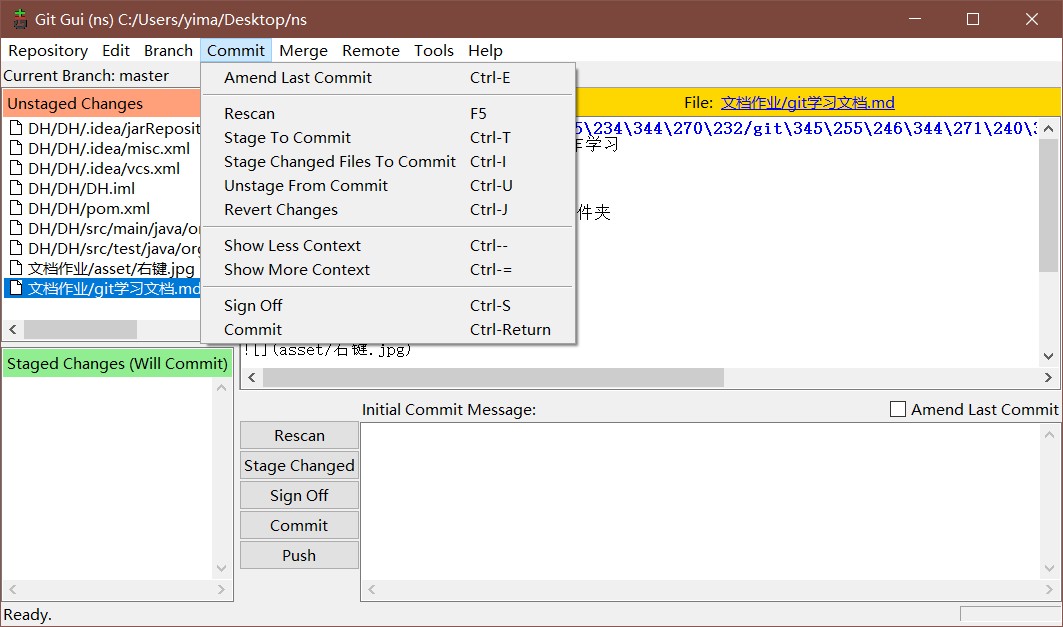 Git Gui (ns) C:/Users/yima/Desktop/ns
Repository Edit Branch Commit Merge Remote Tools Help
Current Branch: master
Unstaged Changes
DH/DH/.idea/jarReposit
DH/DH/.idea/misc.xml
DH/DH/.idea/vcs.xml
DH/DH/DH.iml
DH/DH/pom.xml
DH/DH/src/main/java/or
DH/DH/src/test/java/org
文档作业/asset/右键.jpg
文档作业/git学习文档.md
Amend Last Commit Ctrl-E
Rescan F5
Stage To Commit Ctrl-T
Stage Changed Files To Commit Ctrl-I
Unstage From Commit Ctrl-U
Revert Changes Ctrl-J
Show Less Context Ctrl--
Show More Context Ctrl-=
Sign Off Ctrl-S
Commit Ctrl-Return
File: 文档作业/git学习文档.md
5\234\344\270\232/git\345\255\246\344\271\240\3
学习
件夹
![](asset/右键.jpg)
Staged Changes (Will Commit)
Initial Commit Message:
Amend Last Commit
Rescan
Stage Changed
Sign Off
Commit
Push
Ready.